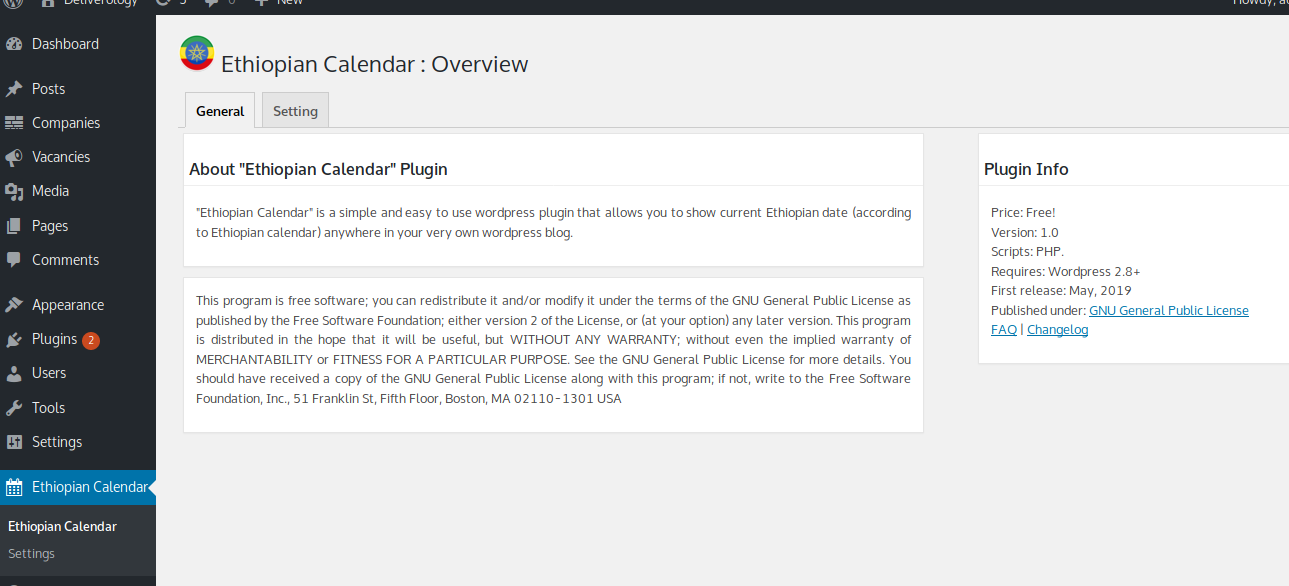 Deliverology 5 0 New
Dashboard
Posts
Companies
Vacancies
Media
Pages
Comments
Appearance
Plugins 2
Users
Tools
Settings
Ethiopian Calendar
Ethiopian Calendar
Settings
Ethiopian Calendar : Overview
General Setting
About "Ethiopian Calendar" Plugin
"Ethiopian Calendar" is a simple and easy to use wordpress plugin that allows you to show current Ethiopian date (according
to Ethiopian calendar) anywhere in your very own wordpress blog.
This program is free software; you can redistribute it and/or modify it under the terms of the GNU General Public License as
published by the Free Software Foundation; either version 2 of the License, or (at your option) any later version. This program
is distributed in the hope that it will be useful, but WITHOUT ANY WARRANTY; without even the implied warranty of
MERCHANTABILITY or FITNESS FOR A PARTICULAR PURPOSE. See the GNU General Public License for more details. You
should have received a copy of the GNU General Public License along with this program; if not, write to the Free Software
Foundation, Inc., 51 Franklin St, Fifth Floor, Boston, MA 02110-1301 USA
Plugin Info
Price: Free!
Version: 1.0
Scripts: PHP.
Requires: Wordpress 2.8+
First release: May, 2019
Published under: GNU General Public License
FAQ | Changelog